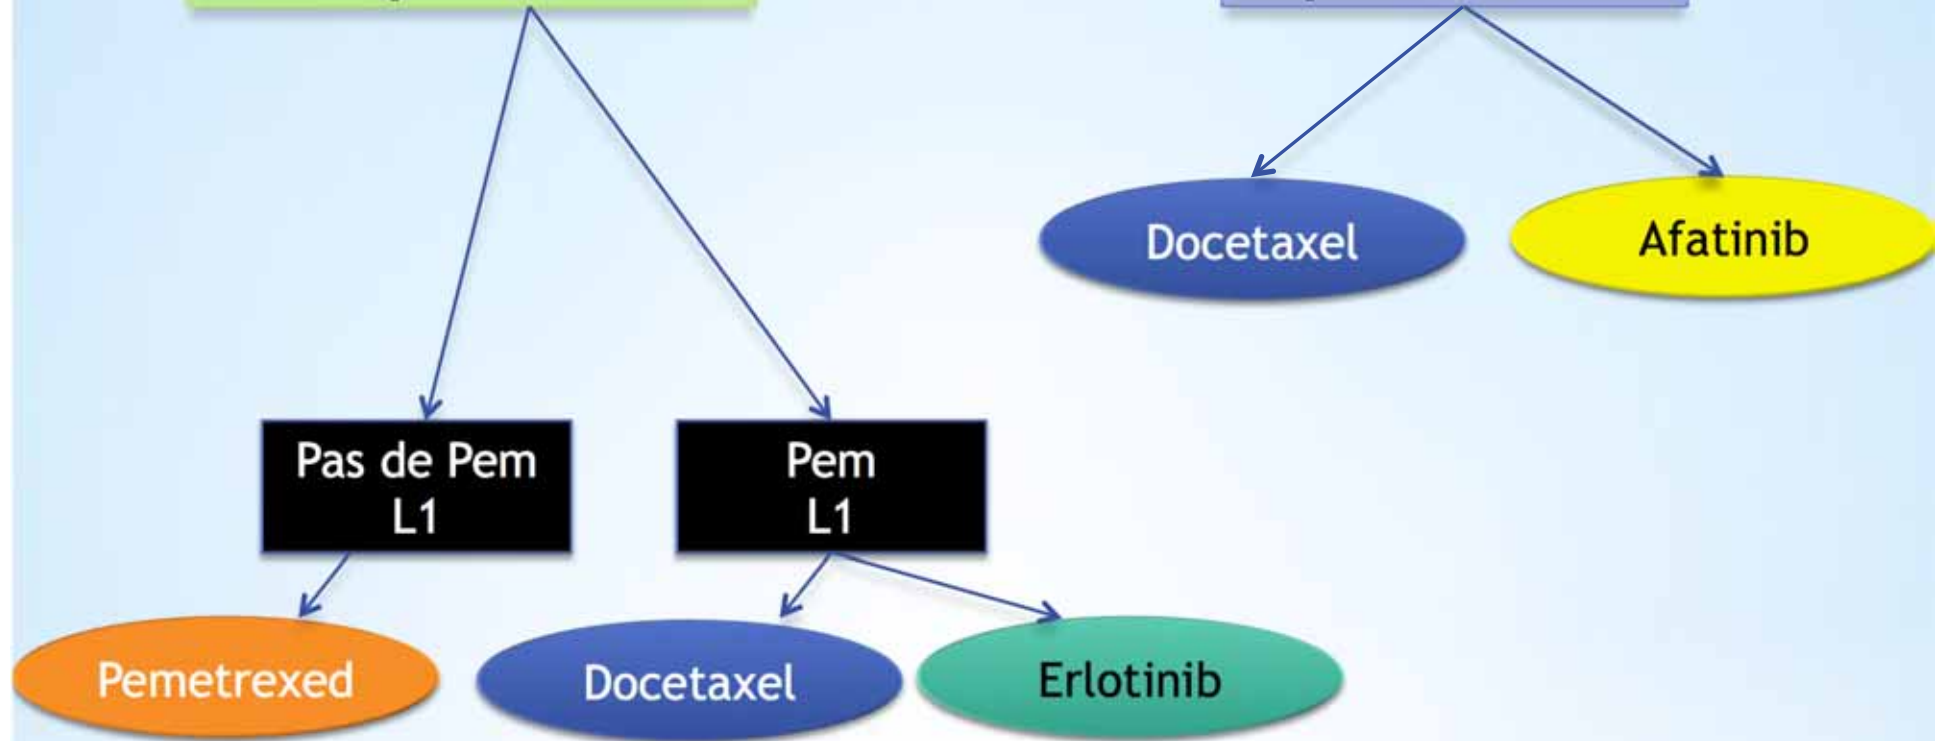 Docetaxel
Afatinib
Pas de Pem
L1
Pem
L1
Pemetrexed
Docetaxel
Erlotinib